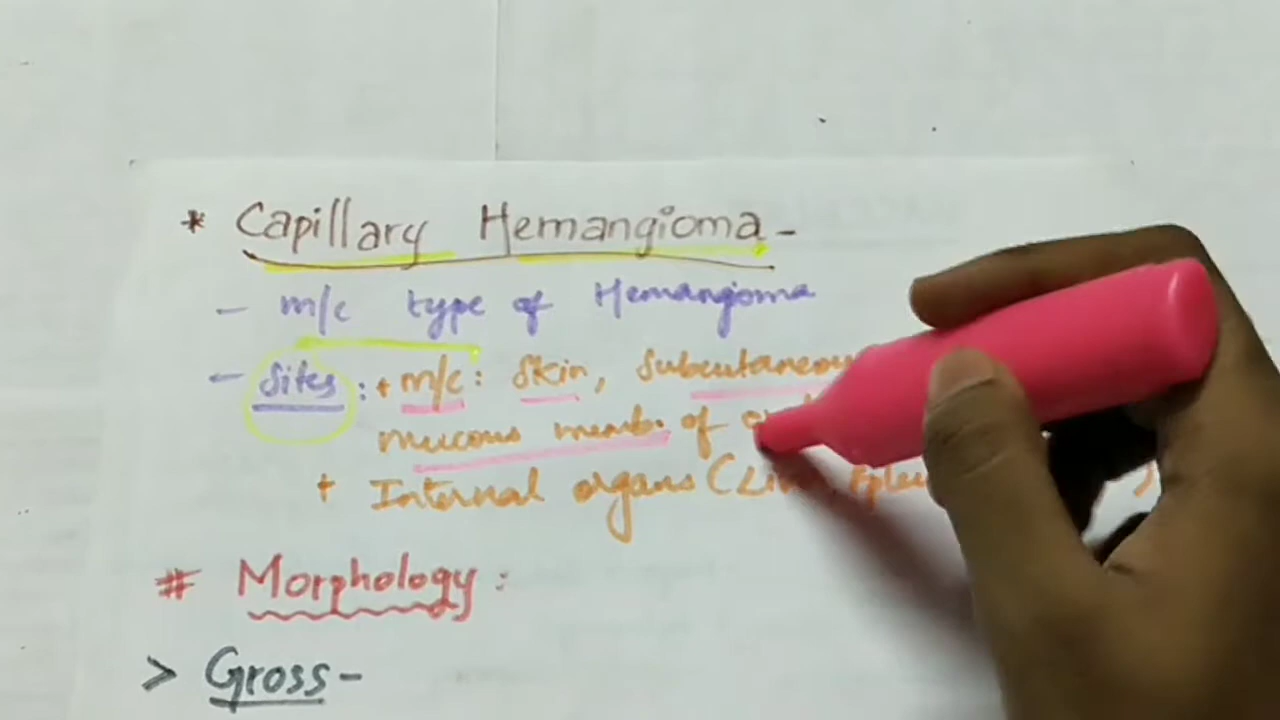 * Capillary Hemangioma -
- m/c type of Hemangioma
- Sites: + m/c: Skin, Subcutaneous
mucous memb. of
+ Internal organs (
# Morphology:
> Gross-